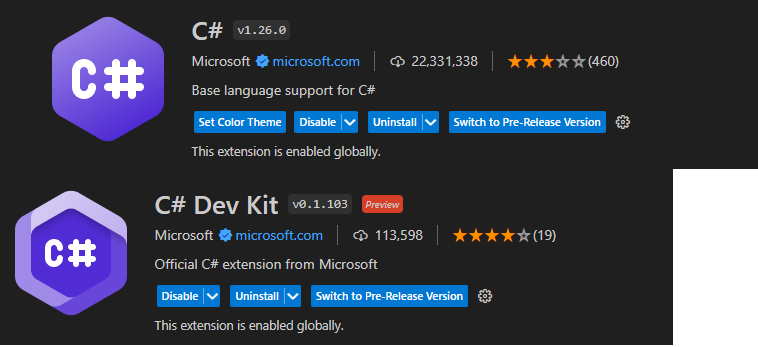 C# v1.26.0
Microsoft microsoft.com 22,331,338 (460)
Base language support for C#
Set Color Theme Disable Uninstall Switch to Pre-Release Version
This extension is enabled globally.
C#
C# Dev Kit v0.1.103 Preview
Microsoft microsoft.com 113,598 (19)
Official C# extension from Microsoft
Disable Uninstall Switch to Pre-Release Version
This extension is enabled globally.
C#